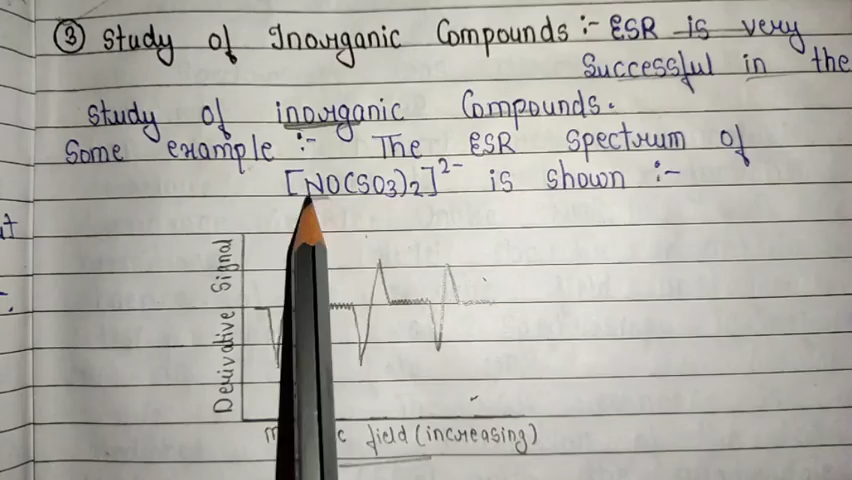 ③ Study of Inorganic Compounds :- ESR is very
Successful in the
study of inorganic Compounds.
Some example :- The ESR Spectrum of
[NO(SO3)2]2- is shown :-
Derivative Signal
field (increasing)